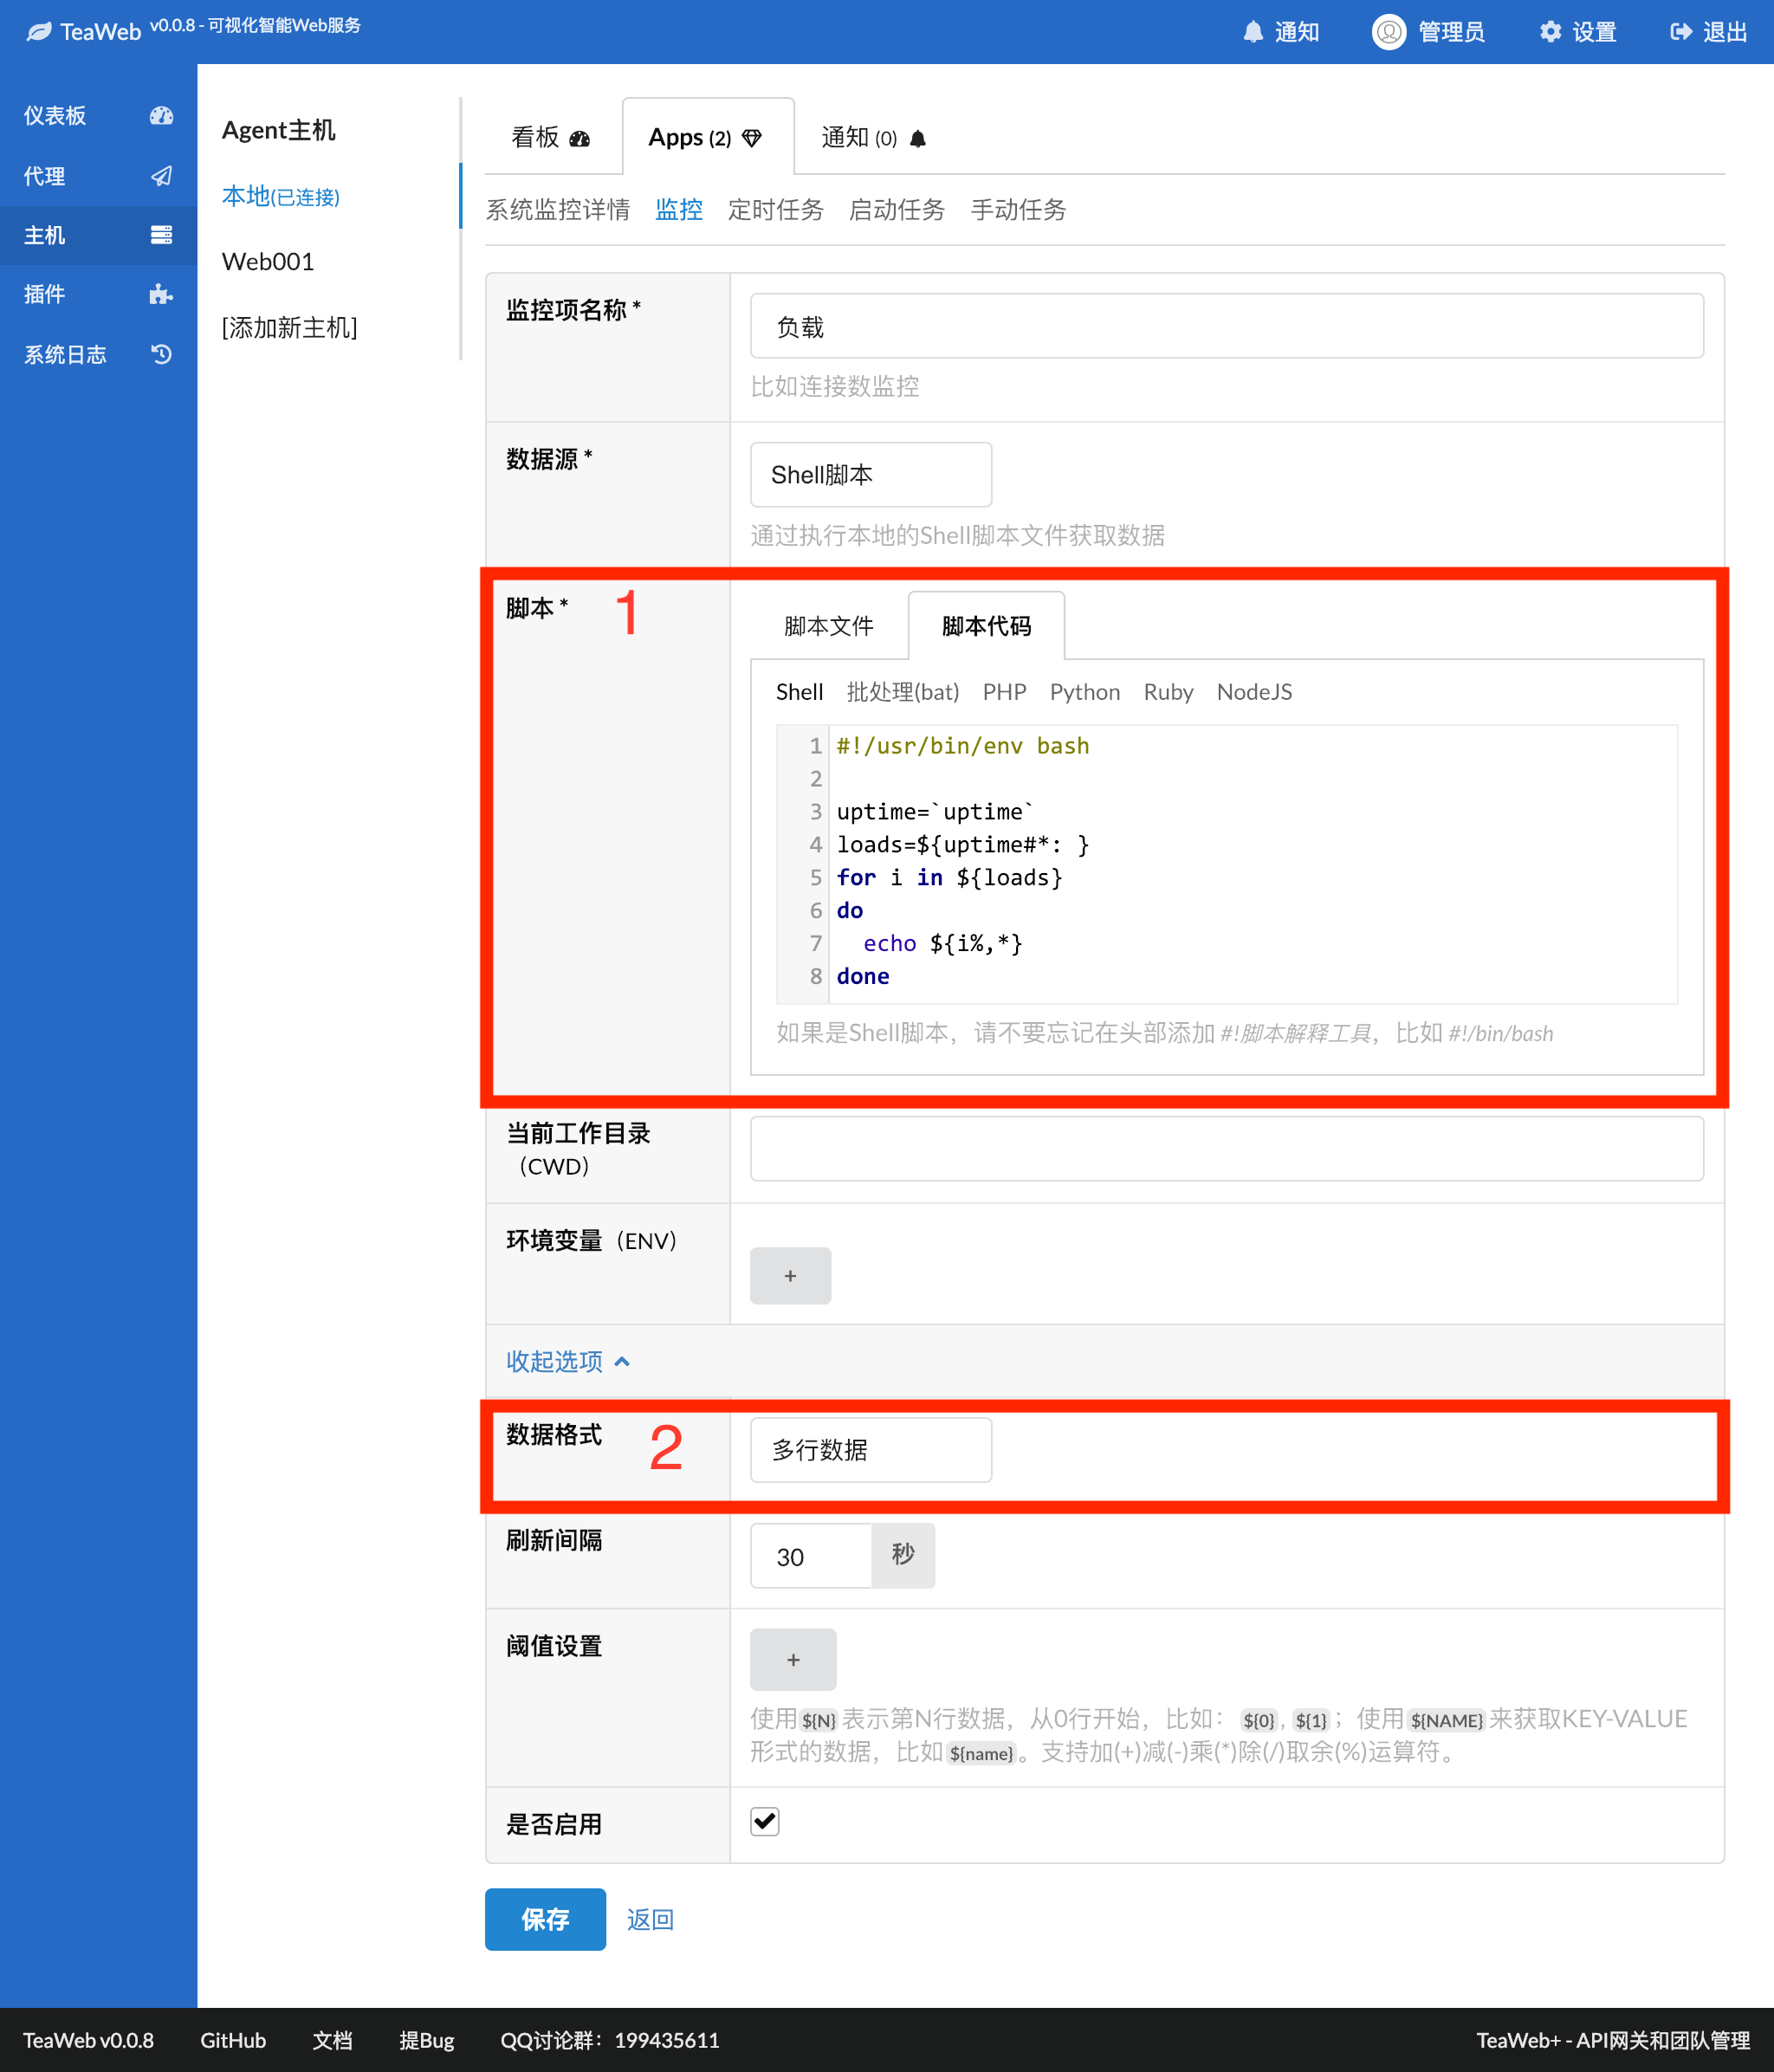 TeaWeb v0.0.8 - 可视化智能Web服务
通知
管理员
设置
退出
仪表板
代理
主机
插件
系统日志
Agent主机
本地(已连接)
Web001
[添加新主机]
看板
Apps (2)
通知 (0)
系统监控详情 监控 定时任务 启动任务 手动任务
监控项名称 *
负载
比如连接数监控
数据源 *
Shell脚本
通过执行本地的Shell脚本文件获取数据
脚本 *
1
脚本文件
脚本代码
Shell 批处理(bat) PHP Python Ruby NodeJS
1 #!/usr/bin/env bash
2
3 uptime=`uptime`
4 loads=${uptime#*: }
5 for i in ${loads}
6 do
7   echo ${i%,*}
8 done
如果是Shell脚本，请不要忘记在头部添加 #!脚本解释工具，比如 #!/bin/bash
当前工作目录
（CWD）
环境变量（ENV）
+
收起选项
数据格式
2
多行数据
刷新间隔
30 秒
阈值设置
+
使用${N}表示第N行数据，从0行开始，比如：${0}, ${1}；使用${NAME}来获取KEY-VALUE
形式的数据，比如${name}。支持加(+)减(-)乘(*)除(/)取余(%)运算符。
是否启用
保存 返回
TeaWeb v0.0.8 GitHub 文档 提Bug QQ讨论群：199435611 TeaWeb+ - API网关和团队管理